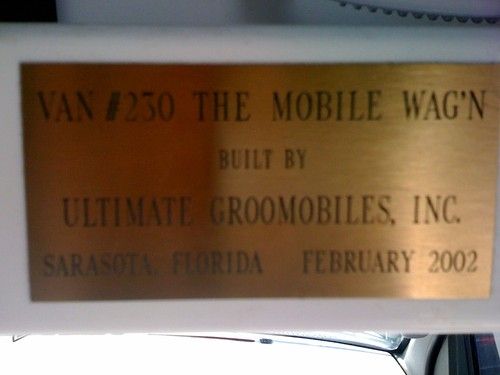 VAN #230 THE MOBILE WAG'N
BUILT BY
ULTIMATE GROOMOBILES, INC.
SARASOTA, FLORIDA FEBRUARY 2002